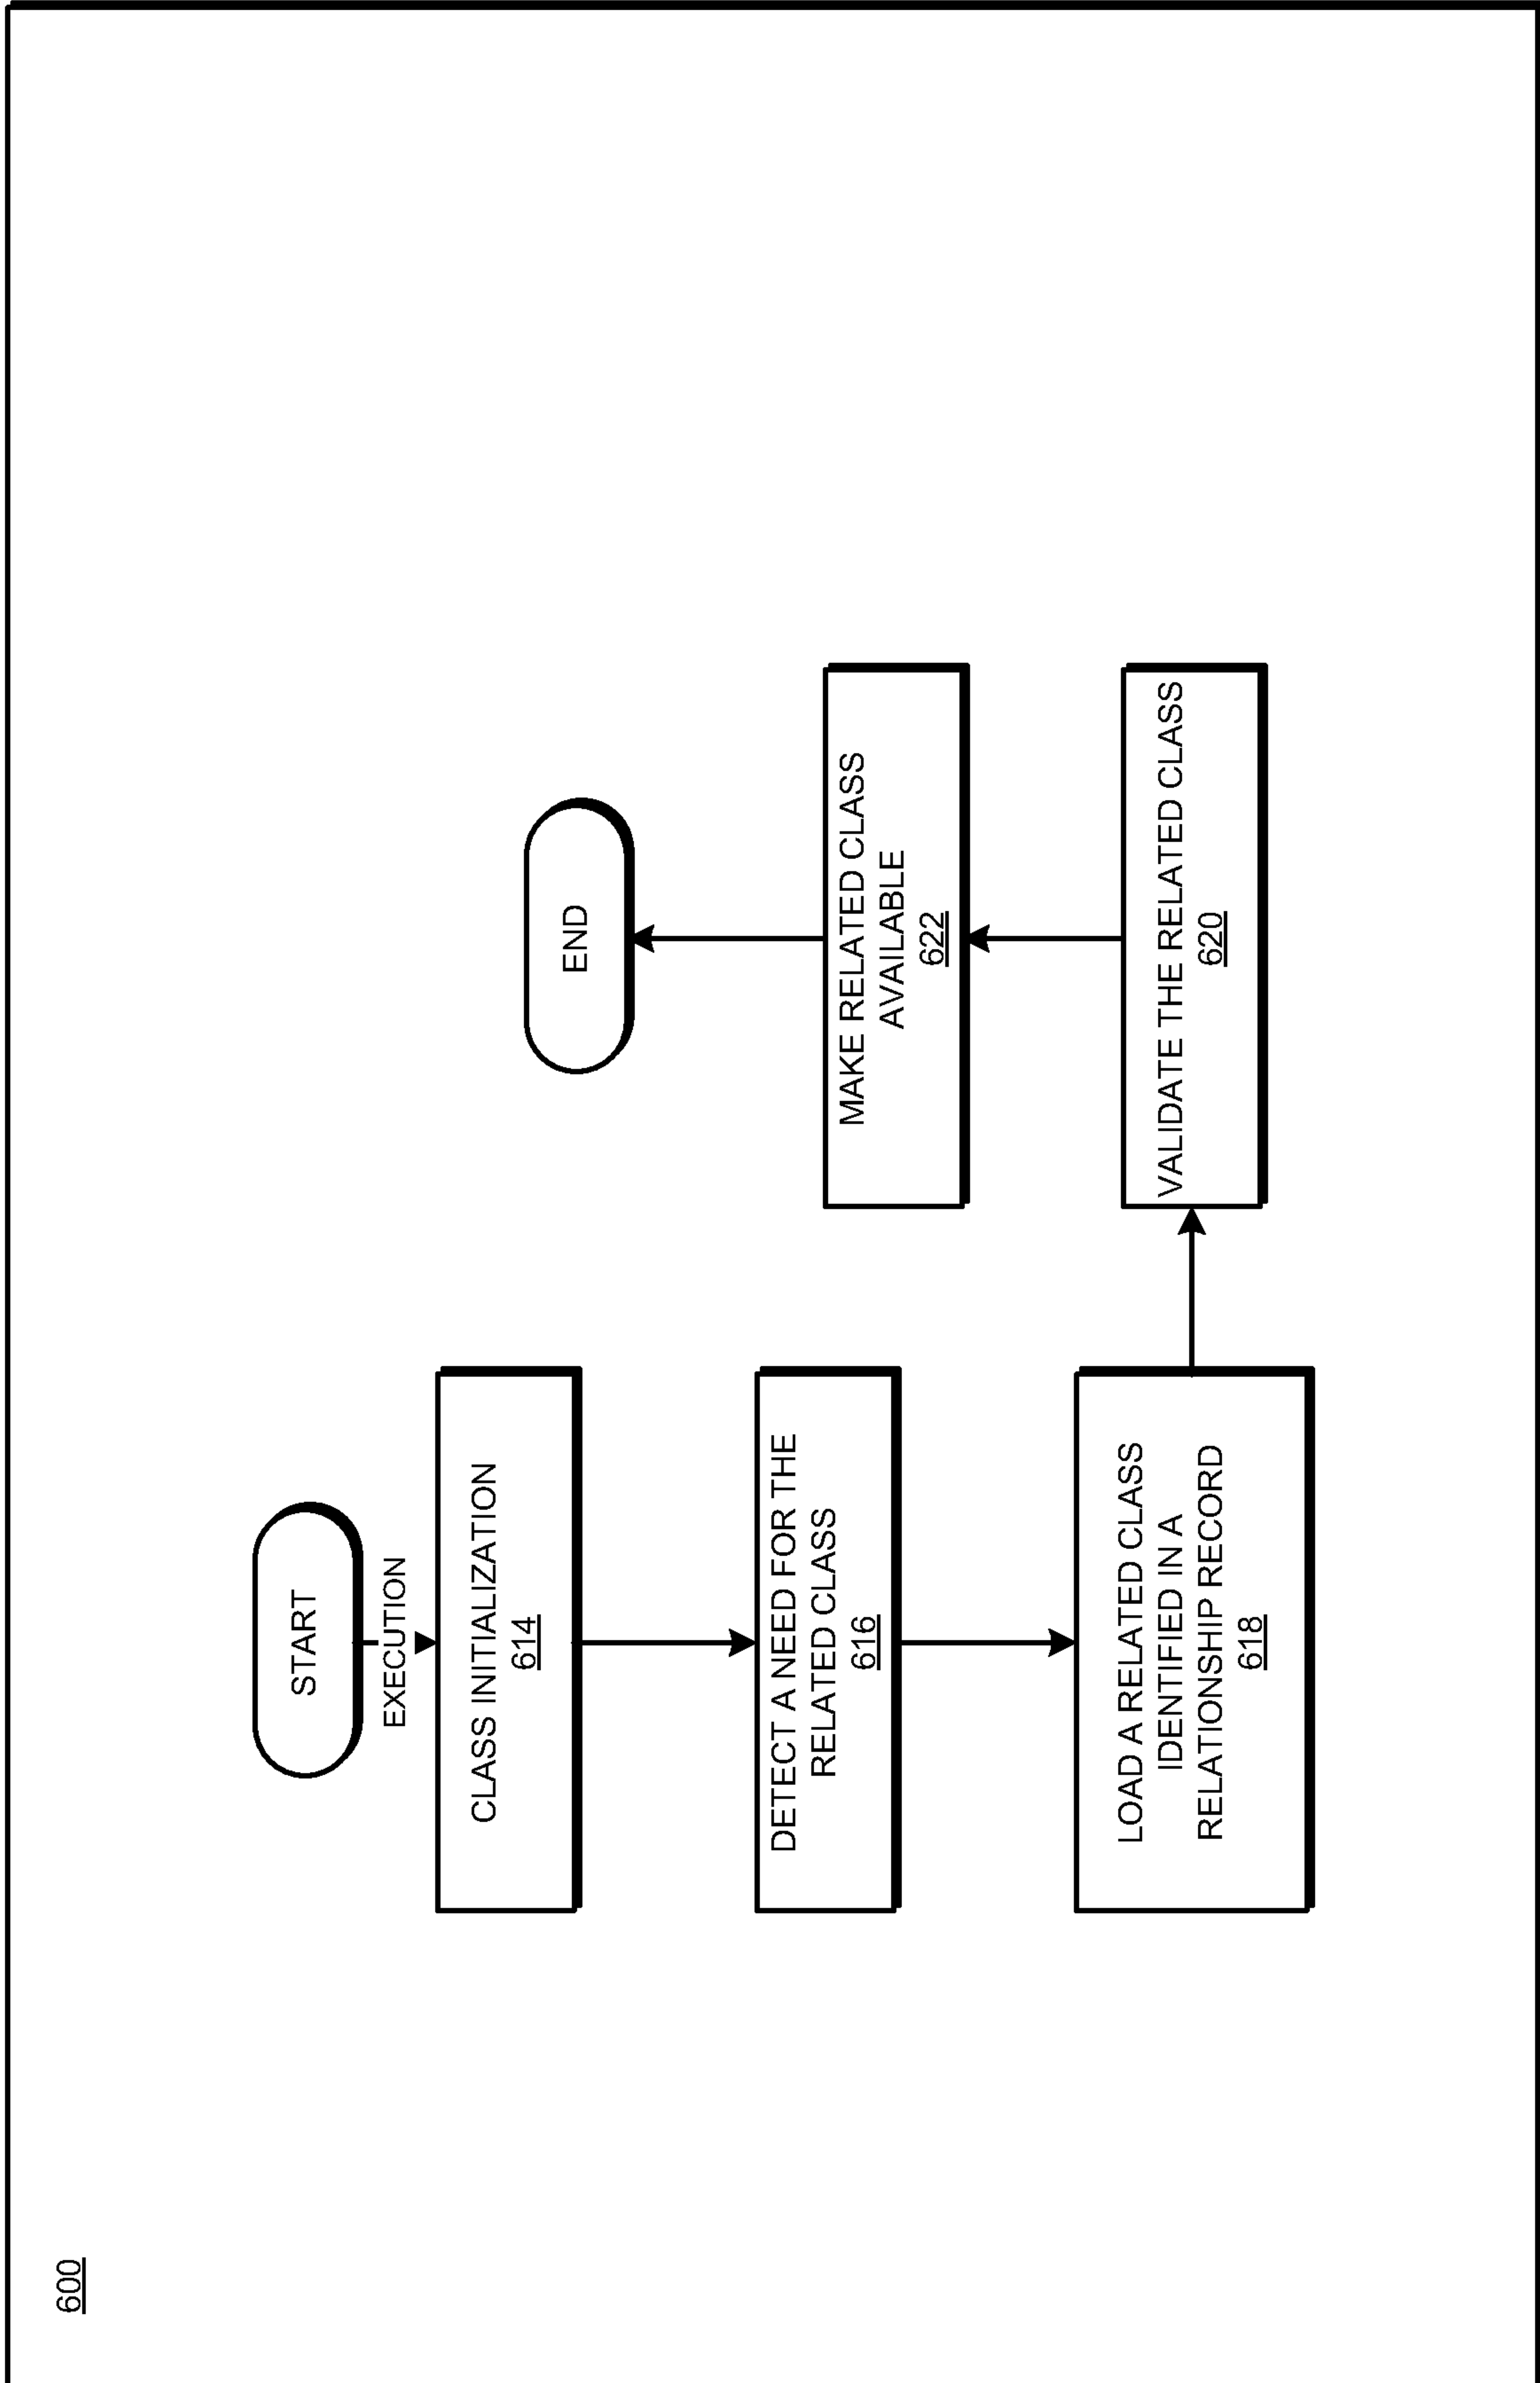 600
START
EXECUTION
CLASS INITIALIZATION
614
DETECT A NEED FOR THE
RELATED CLASS
616
LOAD A RELATED CLASS
IDENTIFIED IN A
RELATIONSHIP RECORD
618
VALIDATE THE RELATED CLASS
620
MAKE RELATED CLASS
AVAILABLE
622
END